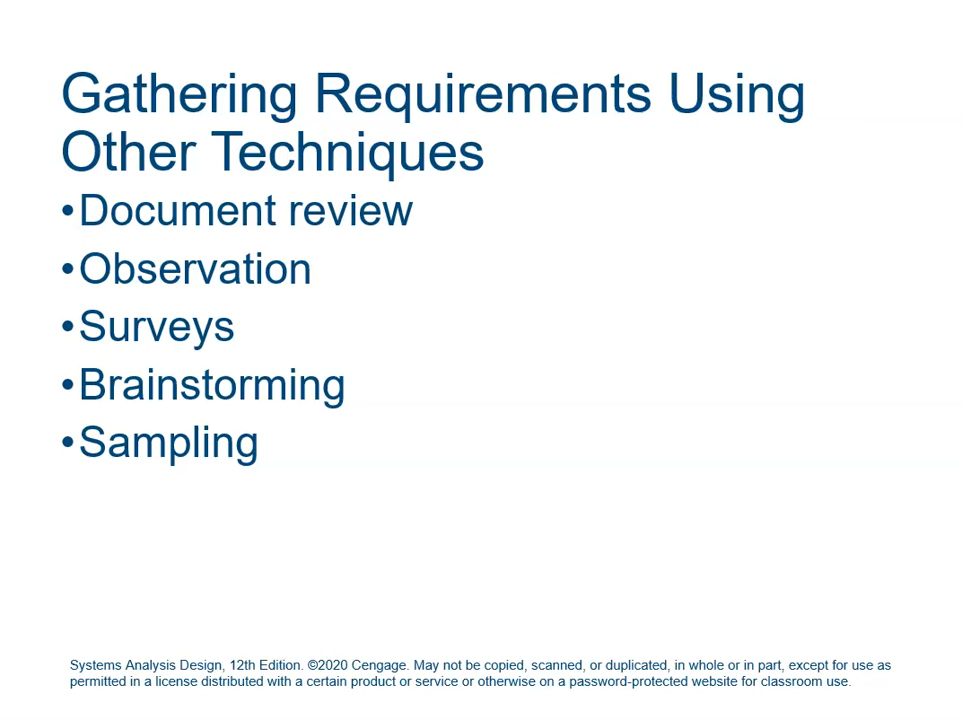 Gathering Requirements Using
Other Techniques
•Document review
•Observation
•Surveys
•Brainstorming
•Sampling
Systems Analysis Design, 12th Edition. ©2020 Cengage. May not be copied, scanned, or duplicated, in whole or in part, except for use as
permitted in a license distributed with a certain product or service or otherwise on a password-protected website for classroom use.